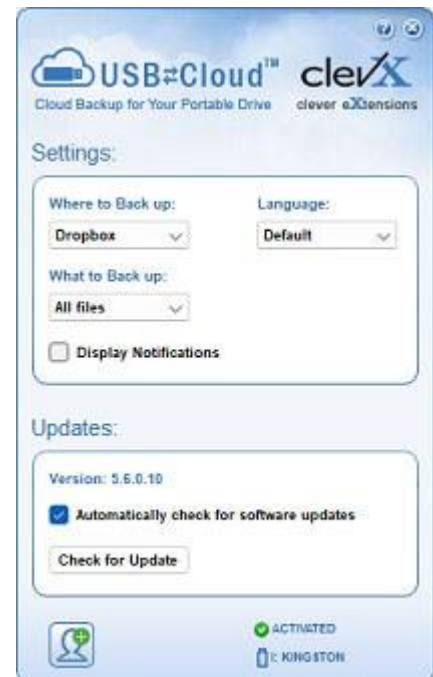 USB⇄Cloud™
clevX
Cloud Backup for Your Portable Drive
clever eXtensions
Settings:
Where to Back up:
Language:
Dropbox
Default
What to Back up:
All files
Display Notifications
Updates:
Version: 5.6.0.10
Automatically check for software updates
Check for Update
ACTIVATED
I: KINGSTON